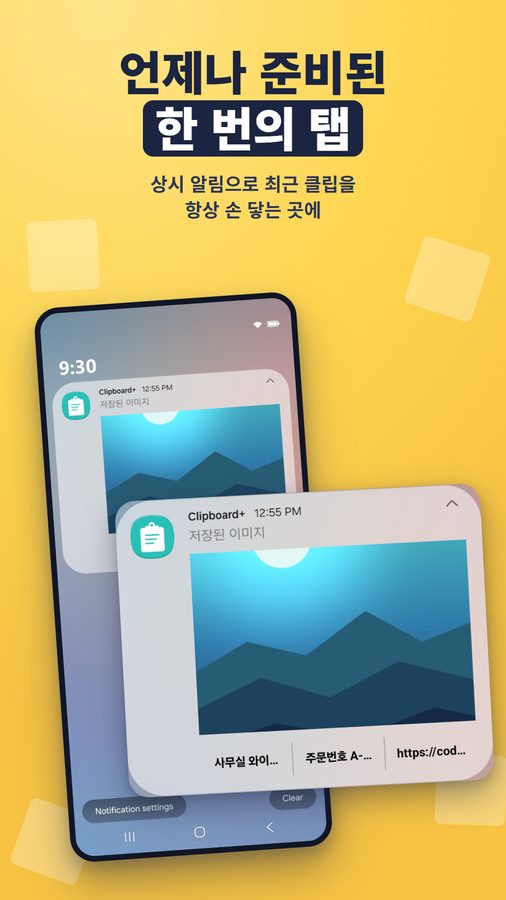 언제나 준비된
한 번의 탭
상시 알림으로 최근 클립을
항상 손 닿는 곳에
9:30
Clipboard+ 12:55 PM
저장된 이미지
Clipboard+ 12:55 PM
저장된 이미지
사무실 와이... 주문번호 A-... https://cod...
Notification settings Clear